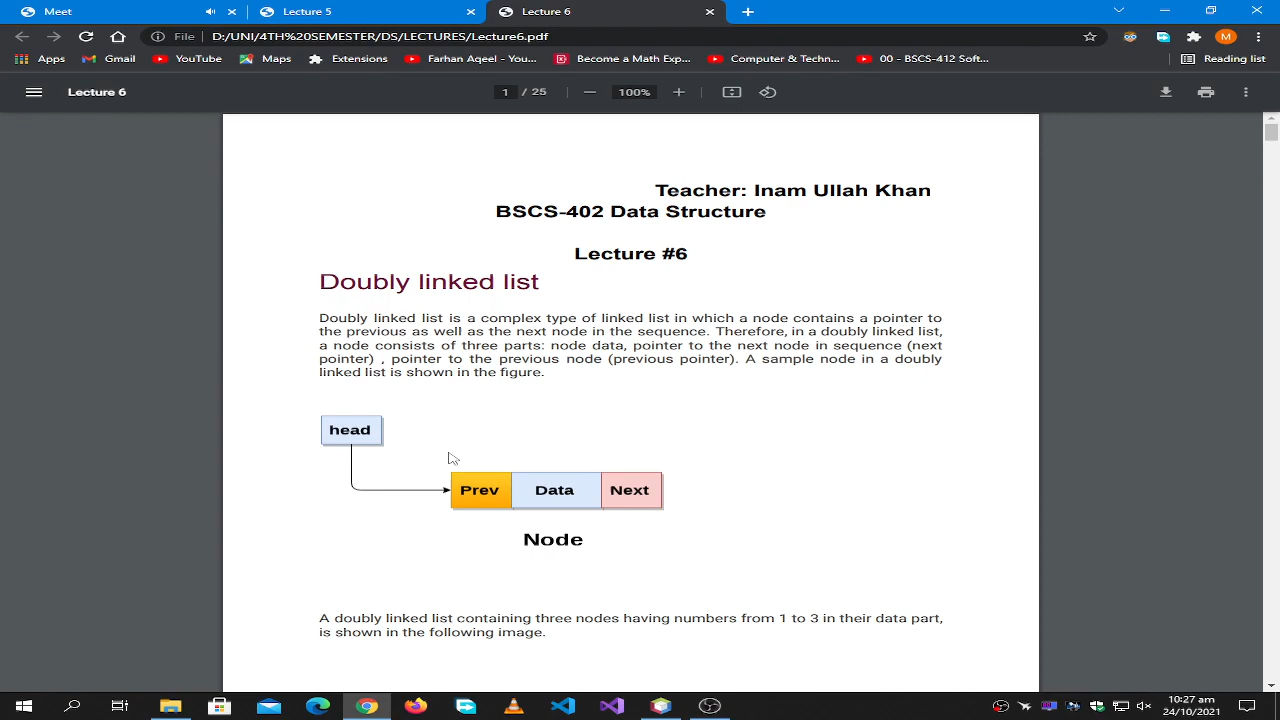 Meet
Lecture 5
Lecture 6
File
D:/UNI/4TH%20SEMESTER/DS/LECTURES/Lecture6.pdf
M
Apps
Gmail
YouTube
Maps
Extensions
Farhan Aqeel - You...
Become a Math Exp...
Computer & Techn...
00 - BSCS-412 Soft...
Reading list
Lecture 6
1 / 25
100%
Teacher: Inam Ullah Khan
BSCS-402 Data Structure
Lecture #6
Doubly linked list
Doubly linked list is a complex type of linked list in which a node contains a pointer to
the previous as well as the next node in the sequence. Therefore, in a doubly linked list,
a node consists of three parts: node data, pointer to the next node in sequence (next
pointer) , pointer to the previous node (previous pointer). A sample node in a doubly
linked list is shown in the figure.
head
Prev Data Next
Node
A doubly linked list containing three nodes having numbers from 1 to 3 in their data part,
is shown in the following image.
10:27 am
24/10/2021